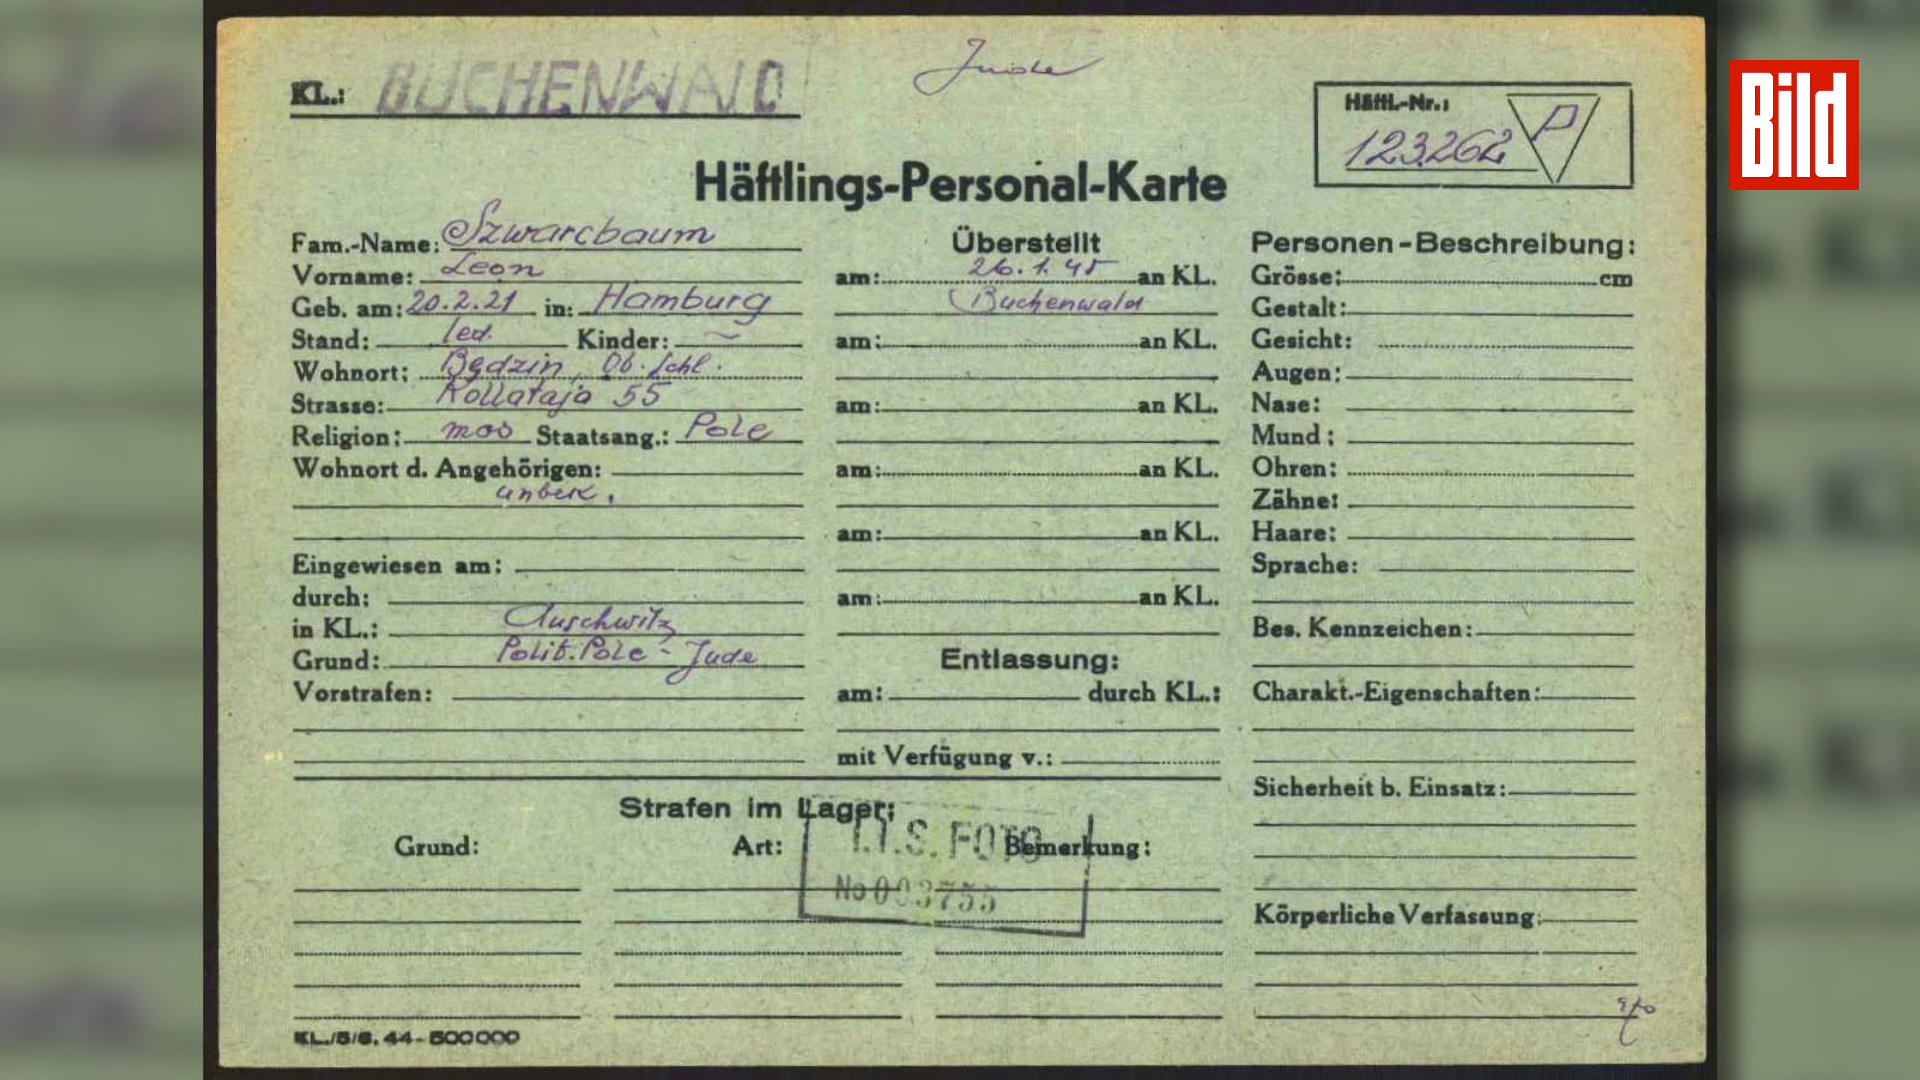 KL.: BUCHENWALD
Jude
Häftl.-Nr.:
123262 P
Bild
Häftlings-Personal-Karte
Fam.-Name: Szwarcbaum
Vorname: Leon
Geb. am: 20.2.21 in: Hamburg
Stand: led. Kinder: ~
Wohnort: Będzin, Ob. Schl.
Strasse: Kollataja 55
Religion: mos Staatsang.: Pole
Wohnort d. Angehörigen:
unbek.
Eingewiesen am:
durch:
in KL.: Auschwitz
Grund: Polit. Pole - Jude
Vorstrafen:
Überstellt
am: 26.1.45 an KL.
Buchenwald
am: an KL.
am: an KL.
am: an KL.
am: an KL.
am: an KL.
Entlassung:
am: durch KL.:
mit Verfügung v.:
Personen-Beschreibung:
Grösse: cm
Gestalt:
Gesicht:
Augen:
Nase:
Mund:
Ohren:
Zähne:
Haare:
Sprache:
Bes. Kennzeichen:
Charakt.-Eigenschaften:
Sicherheit b. Einsatz:
Körperliche Verfassung:
Strafen im Lager:
Grund: Art: Bemerkung:
I.T.S. FOTO
No 003755
KL./5/6. 44 - 500000